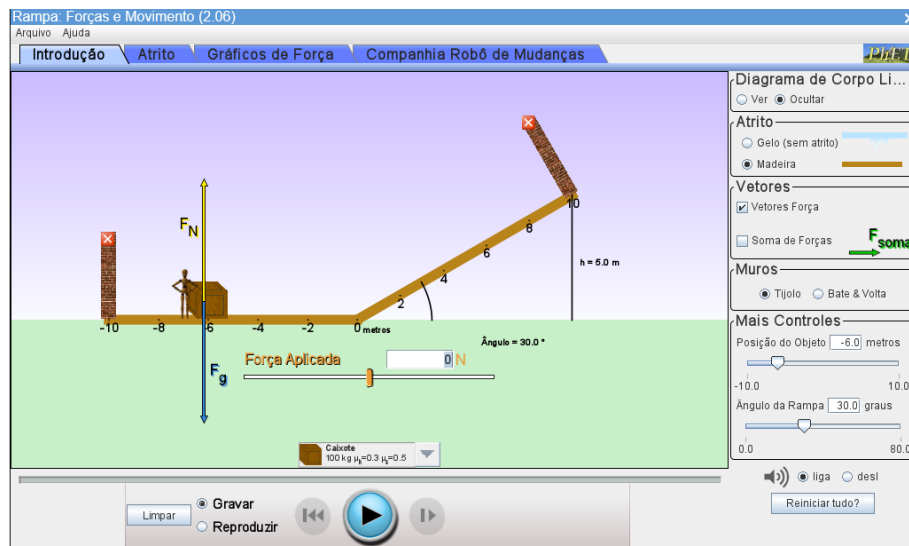 Rampa: Forças e Movimento (2.06)
Arquivo Ajuda
Introdução Atrito Gráficos de Força Companhia Robô de Mudanças PhET
Diagrama de Corpo Li...
Ver Ocultar
Atrito
Gelo (sem atrito)
Madeira
Vetores
Vetores Força
Soma de Forças Fsoma
Muros
Tijolo Bate & Volta
Mais Controles
Posição do Objeto -6.0 metros
-10.0 10.0
Ângulo da Rampa 30.0 graus
0.0 80.0
liga desl
Reiniciar tudo?
FN
Fg
-10 -8 -6 -4 -2 0 metros
2 4 6 8 10
h = 5.0 m
Ângulo = 30.0 °
Força Aplicada 0 N
Caixote
100 kg μk=0.3 μs=0.5
Limpar
Gravar
Reproduzir